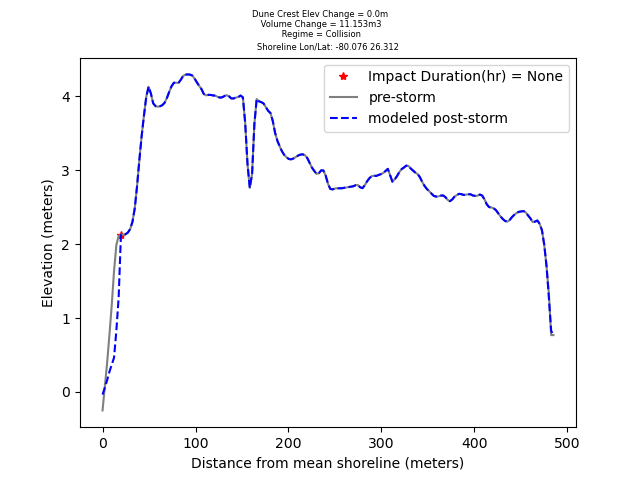 Dune Crest Elev Change = 0.0m
Volume Change = 11.153m3
Regime = Collision
Shoreline Lon/Lat: -80.076 26.312
Impact Duration(hr) = None
pre-storm
modeled post-storm
Elevation (meters)
4
3
2
1
0
0 100 200 300 400 500
Distance from mean shoreline (meters)